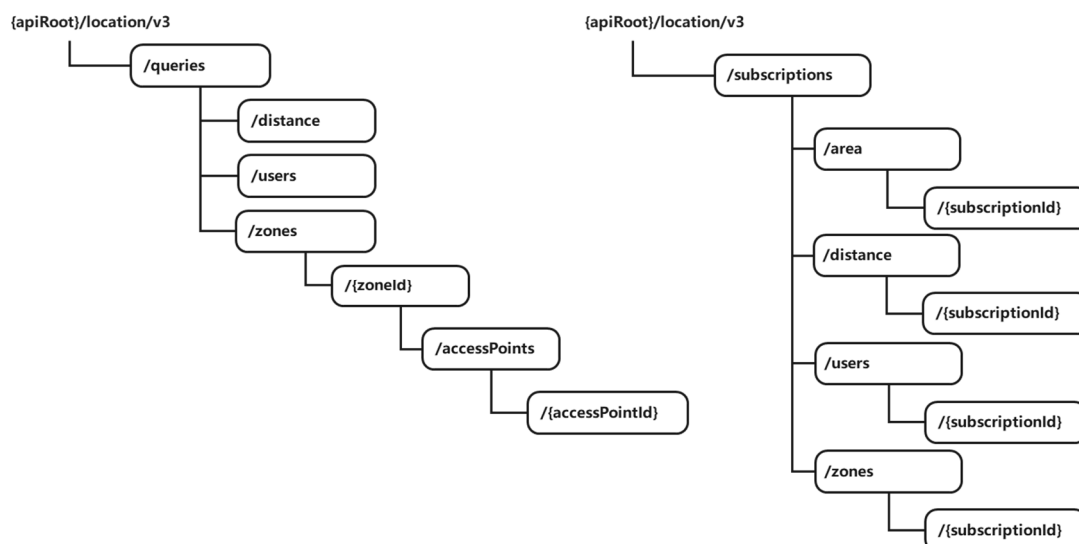 {apiRoot}/location/v3
/queries
/distance
/users
/zones
/{zoneId}
/accessPoints
/{accessPointId}
{apiRoot}/location/v3
/subscriptions
/area
/{subscriptionId}
/distance
/{subscriptionId}
/users
/{subscriptionId}
/zones
/{subscriptionId}